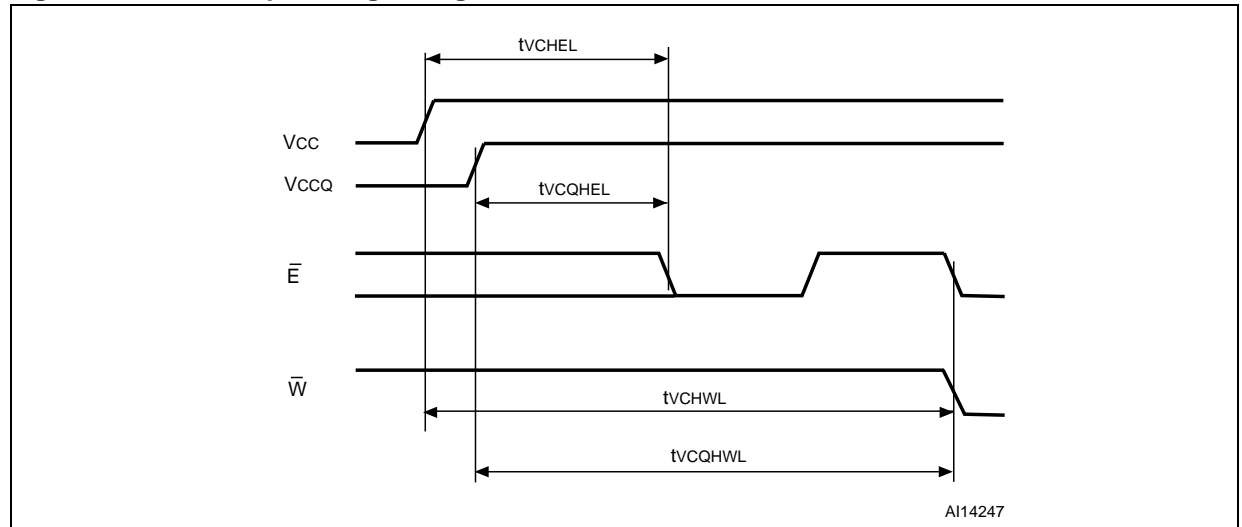 tVCHEL
VCC
VCCQ
tVCQHEL
E̅
W̅
tVCHWL
tVCQHWL
AI14247